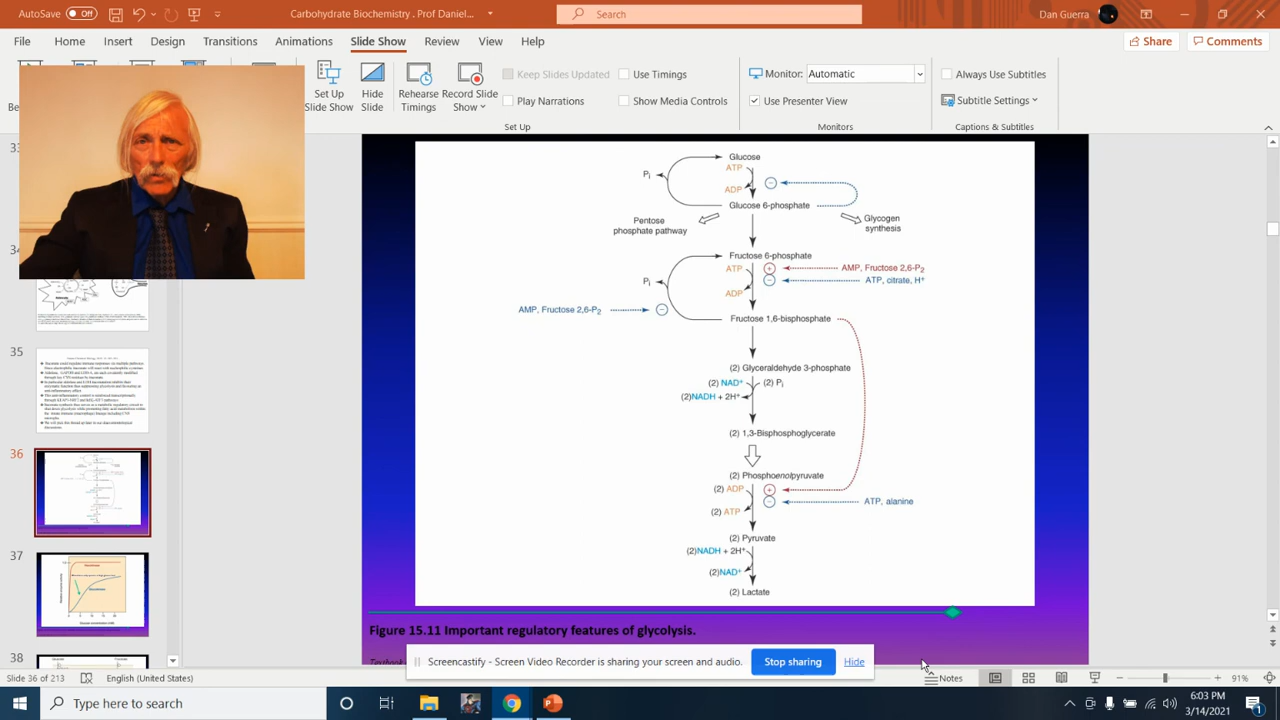 AutoSave Off
Carbohydrate Biochemistry - Prof Daniel...
Search
Dan Guerra
File Home Insert Design Transitions Animations Slide Show Review View Help
Share Comments
Set Up
Slide Show
Hide
Slide
Rehearse
Timings
Record Slide
Show
Keep Slides Updated
Use Timings
Play Narrations
Show Media Controls
Set Up
Monitor: Automatic
Use Presenter View
Monitors
Always Use Subtitles
Subtitle Settings
Captions & Subtitles
35
36
37
38
Glucose
ATP
Pi
ADP
Glucose 6-phosphate
Pentose
phosphate pathway
Glycogen
synthesis
Fructose 6-phosphate
ATP
AMP, Fructose 2,6-P2
Pi
ATP, citrate, H+
ADP
AMP, Fructose 2,6-P2
Fructose 1,6-bisphosphate
(2) Glyceraldehyde 3-phosphate
(2) NAD+
(2) Pi
(2)NADH + 2H+
(2) 1,3-Bisphosphoglycerate
(2) Phosphoenolpyruvate
(2) ADP
ATP, alanine
(2) ATP
(2) Pyruvate
(2)NADH + 2H+
(2)NAD+
(2) Lactate
Figure 15.11 Important regulatory features of glycolysis.
Screencastify - Screen Video Recorder is sharing your screen and audio.
Stop sharing
Hide
Slide 36 of 213
English (United States)
Notes
91%
Type here to search
6:03 PM
3/14/2021